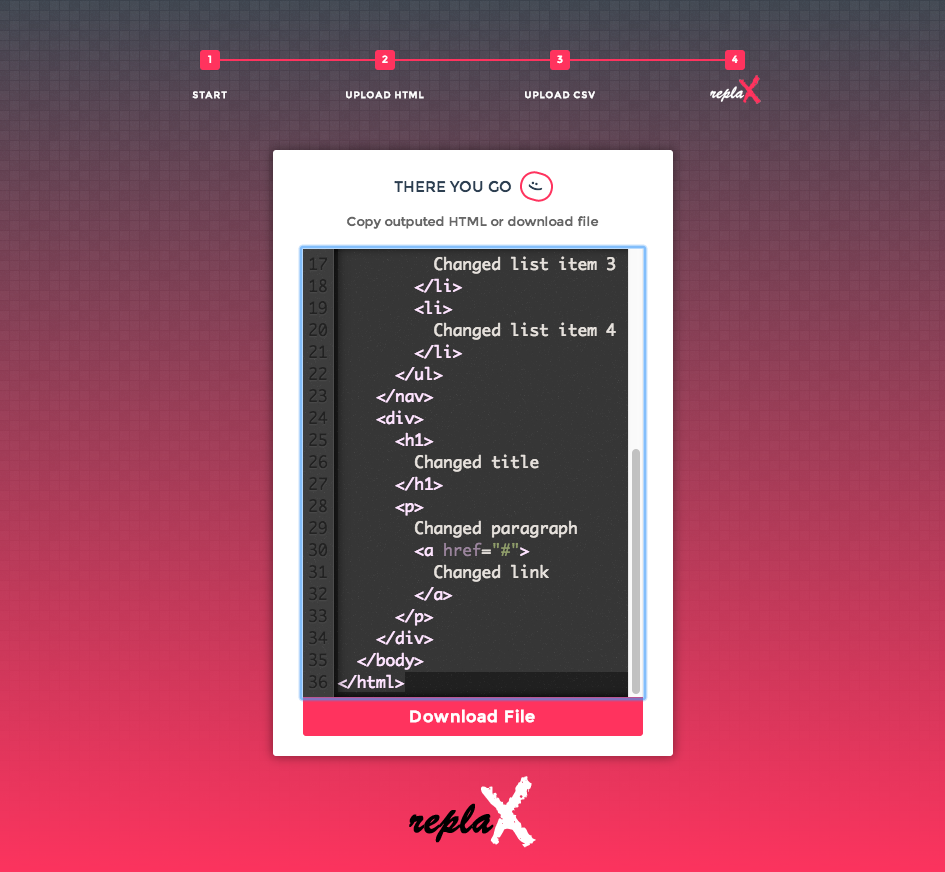 1 2 3 4
START UPLOAD HTML UPLOAD CSV replaX
THERE YOU GO
Copy outputed HTML or download file
17 Changed list item 3
18 </li>
19 <li>
20 Changed list item 4
21 </li>
22 </ul>
23 </nav>
24 <div>
25 <h1>
26 Changed title
27 </h1>
28 <p>
29 Changed paragraph
30 <a href="#">
31 Changed link
32 </a>
33 </p>
34 </div>
35 </body>
36 </html>
Download File
replaX